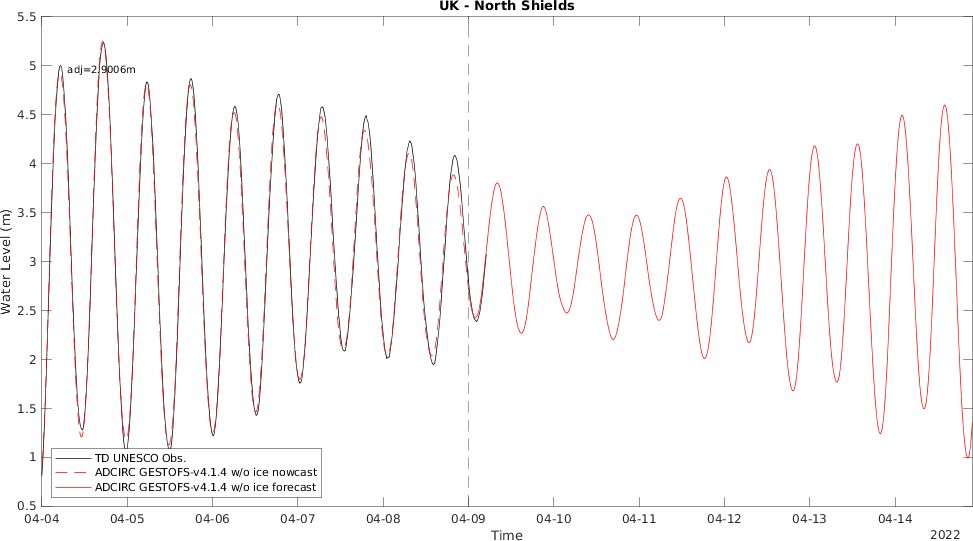 UK - North Shields
5.5
5
4.5
4
3.5
3
2.5
2
1.5
1
0.5
Water Level (m)
adj=2.9006m
TD UNESCO Obs.
ADCIRC GESTOFS-v4.1.4 w/o ice nowcast
ADCIRC GESTOFS-v4.1.4 w/o ice forecast
04-04 04-05 04-06 04-07 04-08 04-09 04-10 04-11 04-12 04-13 04-14
Time
2022